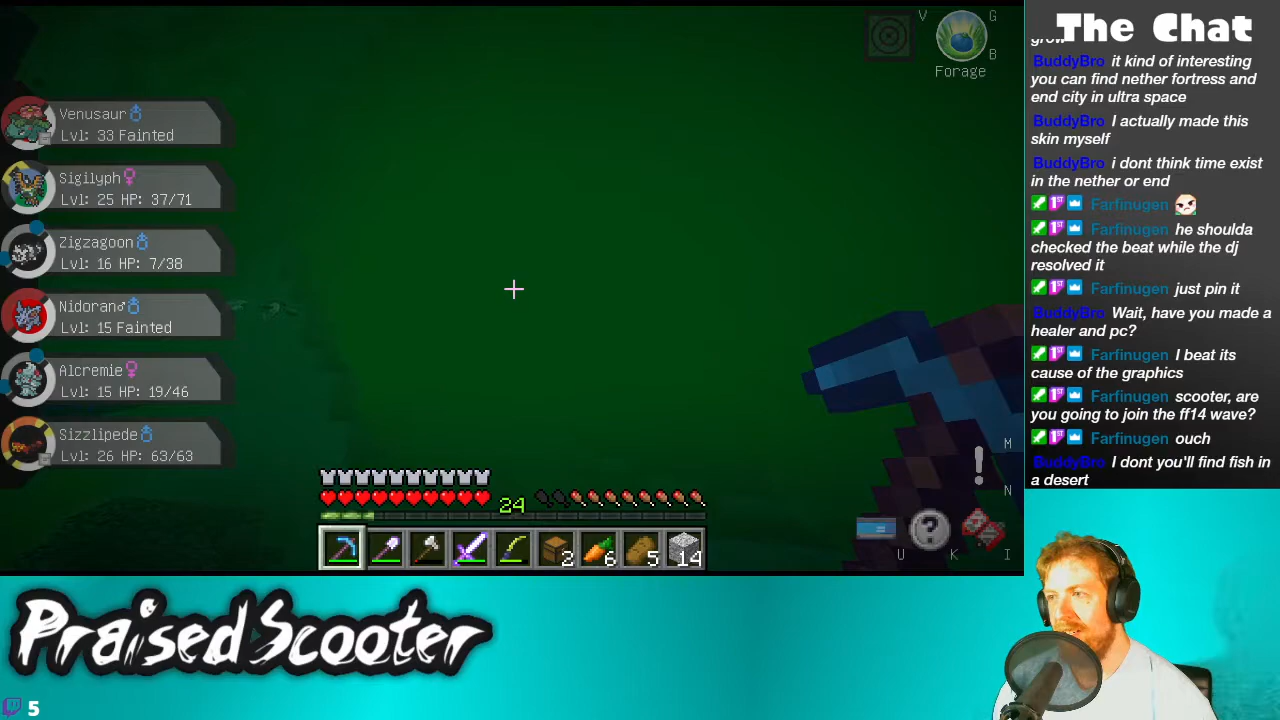 The Chat
grow
BuddyBro it kind of interesting
you can find nether fortress and
end city in ultra space
BuddyBro I actually made this
skin myself
BuddyBro i dont think time exist
in the nether or end
Farfinugen
Farfinugen he shoulda
checked the beat while the dj
resolved it
Farfinugen just pin it
BuddyBro Wait, have you made a
healer and pc?
Farfinugen I beat its
cause of the graphics
Farfinugen scooter, are
you going to join the ff14 wave?
Farfinugen ouch
BuddyBro I dont you'll find fish in
a desert
V
G
B
Forage
Venusaur♂
Lvl: 33 Fainted
Sigilyph♀
Lvl: 25 HP: 37/71
Zigzagoon♂
Lvl: 16 HP: 7/38
Nidoran♂♂
Lvl: 15 Fainted
Alcremie♀
Lvl: 15 HP: 19/46
Sizzlipede♂
Lvl: 26 HP: 63/63
24
2
6
5
14
M
N
U
?
K
I
PraisedScooter
5